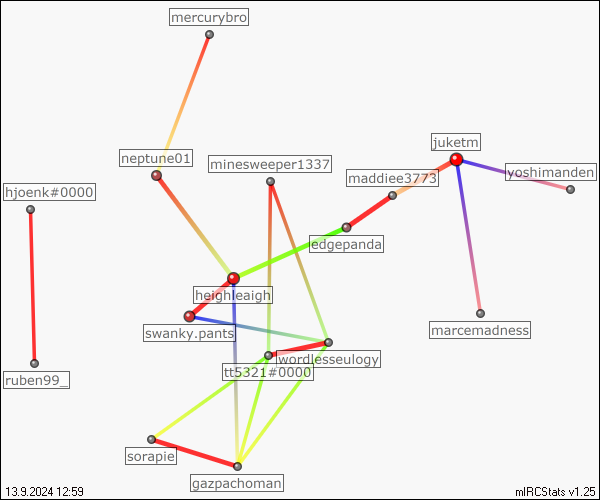 mercurybro
neptune01
minesweeper1337
juketm
yoshimanden
maddiee3773
hjoenk#0000
edgepanda
heighleaigh
swanky.pants
marcemadness
wordlesseulogy
tt5321#0000
ruben99_
sorapie
gazpachoman
13.9.2024 12:59
mIRCStats v1.25